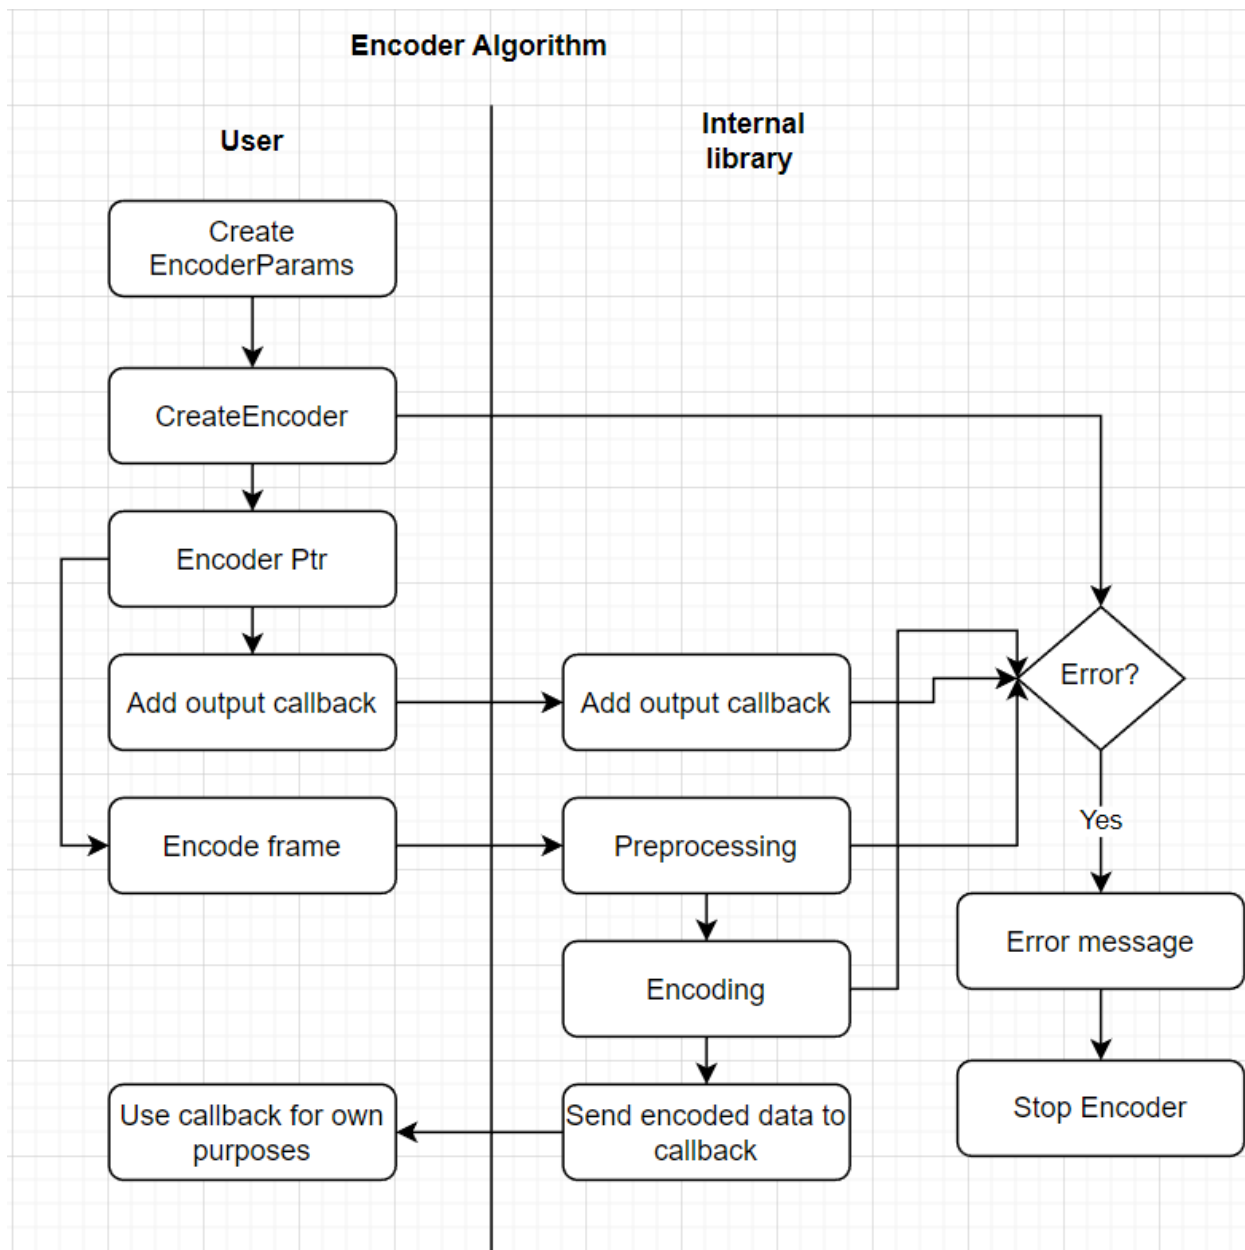 Encoder Algorithm
User
Internal
library
Create
EncoderParams
CreateEncoder
Encoder Ptr
Add output callback
Add output callback
Error?
Encode frame
Preprocessing
Yes
Encoding
Error message
Use callback for own
purposes
Send encoded data to
callback
Stop Encoder